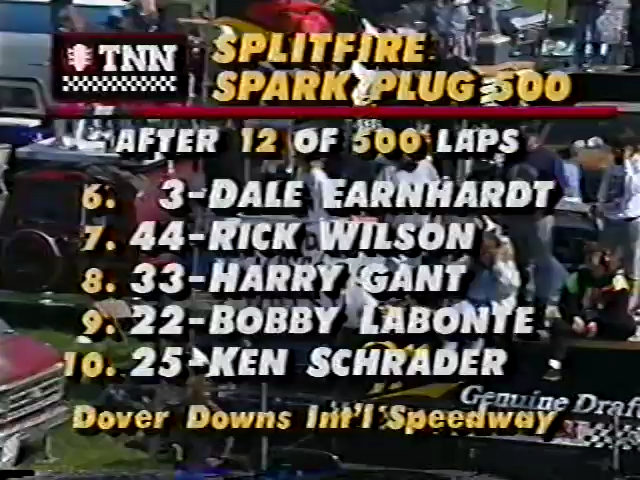 TNN
SPLITFIRE
SPARK PLUG 500
AFTER 12 OF 500 LAPS
6. 3-DALE EARNHARDT
7. 44-RICK WILSON
8. 33-HARRY GANT
9. 22-BOBBY LABONTE
10. 25-KEN SCHRADER
Genuine Draf
Dover Downs Int'l Speedway